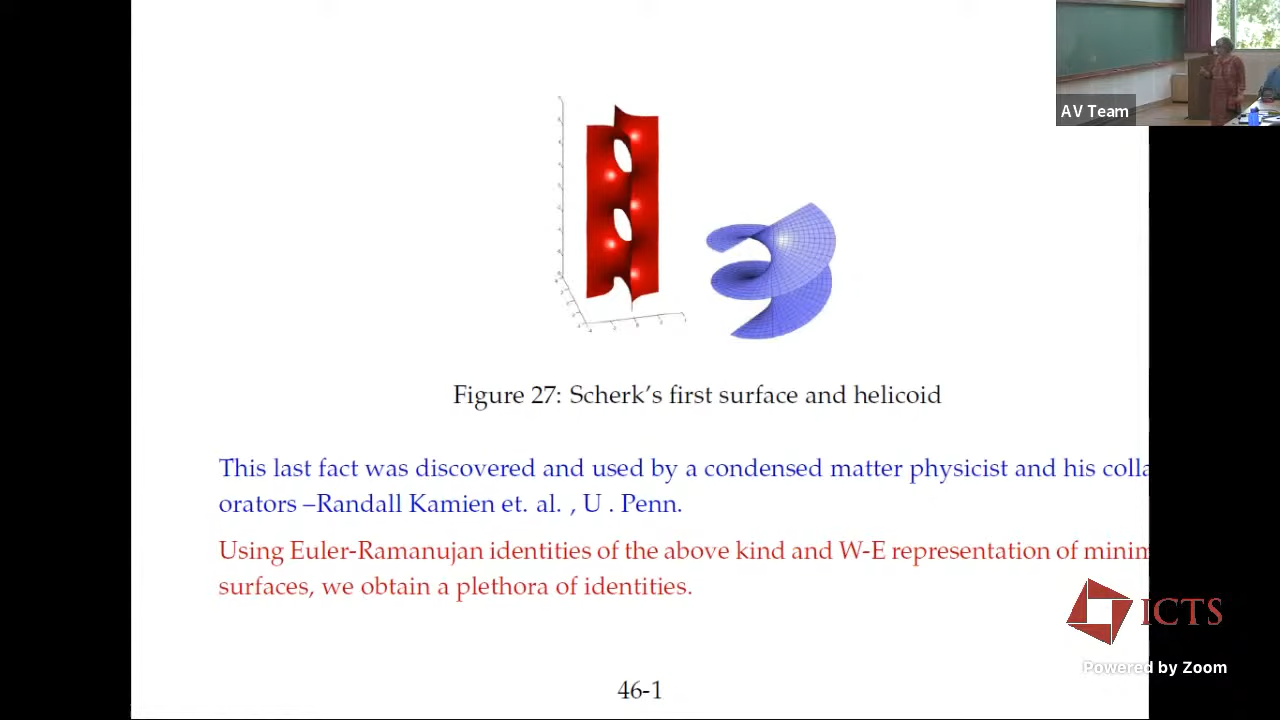 AV Team
Figure 27: Scherk's first surface and helicoid
This last fact was discovered and used by a condensed matter physicist and his colla
orators –Randall Kamien et. al. , U . Penn.
Using Euler-Ramanujan identities of the above kind and W-E representation of minim
surfaces, we obtain a plethora of identities.
ICTS
Powered by Zoom
46-1